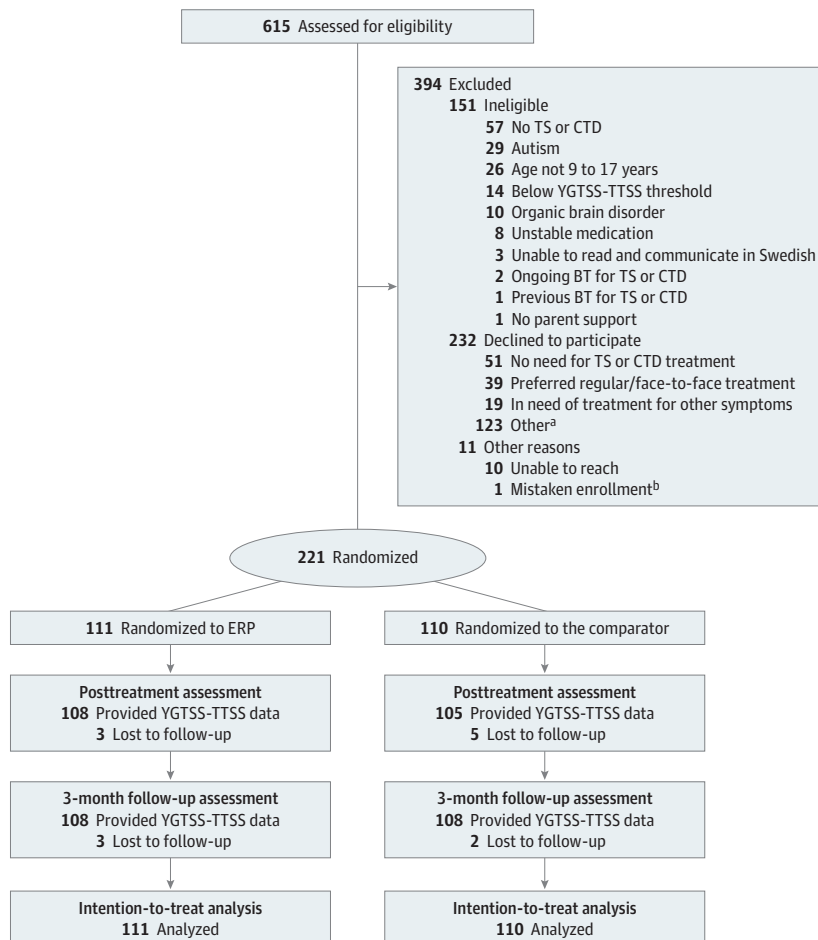 615 Assessed for eligibility
394 Excluded
151 Ineligible
57 No TS or CTD
29 Autism
26 Age not 9 to 17 years
14 Below YGTSS-TTSS threshold
10 Organic brain disorder
8 Unstable medication
3 Unable to read and communicate in Swedish
2 Ongoing BT for TS or CTD
1 Previous BT for TS or CTD
1 No parent support
232 Declined to participate
51 No need for TS or CTD treatment
39 Preferred regular/face-to-face treatment
19 In need of treatment for other symptoms
123 Otherᵃ
11 Other reasons
10 Unable to reach
1 Mistaken enrollmentᵇ
221 Randomized
111 Randomized to ERP
Posttreatment assessment
108 Provided YGTSS-TTSS data
3 Lost to follow-up
3-month follow-up assessment
108 Provided YGTSS-TTSS data
3 Lost to follow-up
Intention-to-treat analysis
111 Analyzed
110 Randomized to the comparator
Posttreatment assessment
105 Provided YGTSS-TTSS data
5 Lost to follow-up
3-month follow-up assessment
108 Provided YGTSS-TTSS data
2 Lost to follow-up
Intention-to-treat analysis
110 Analyzed